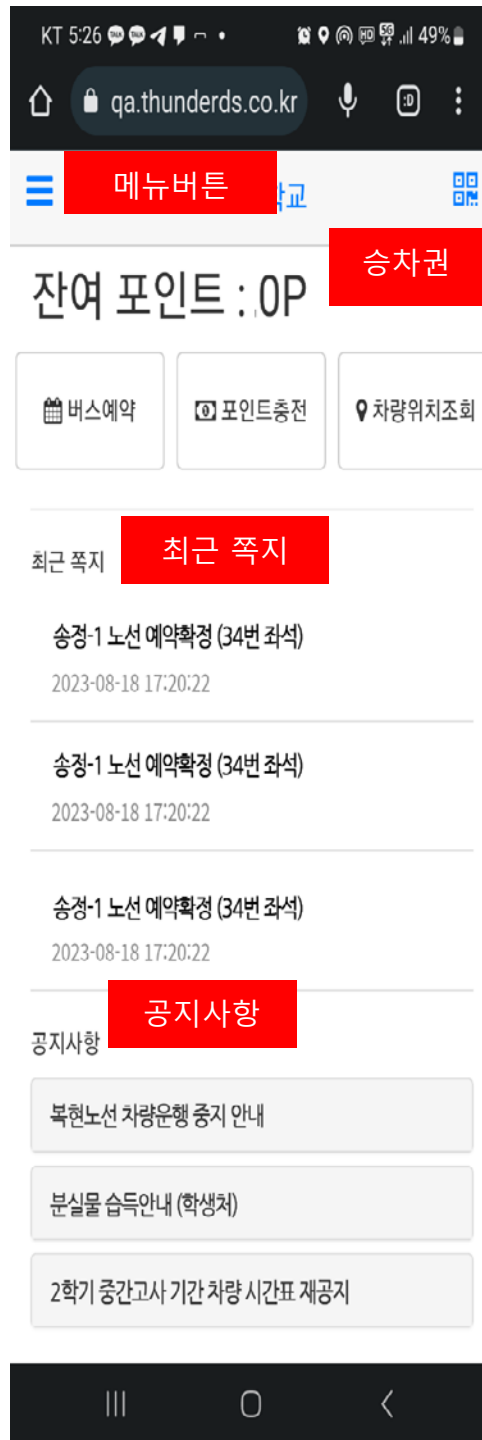 KT 5:26
49%
qa.thunderds.co.kr
:D
메뉴버튼
교
승차권
잔여 포인트 : 0P
버스예약
포인트충전
차량위치조회
최근 쪽지
최근 쪽지
송정-1 노선 예약확정 (34번 좌석)
2023-08-18 17:20:22
송정-1 노선 예약확정 (34번 좌석)
2023-08-18 17:20:22
송정-1 노선 예약확정 (34번 좌석)
2023-08-18 17:20:22
공지사항
공지사항
복현노선 차량운행 중지 안내
분실물 습득안내 (학생처)
2학기 중간고사 기간 차량 시간표 재공지